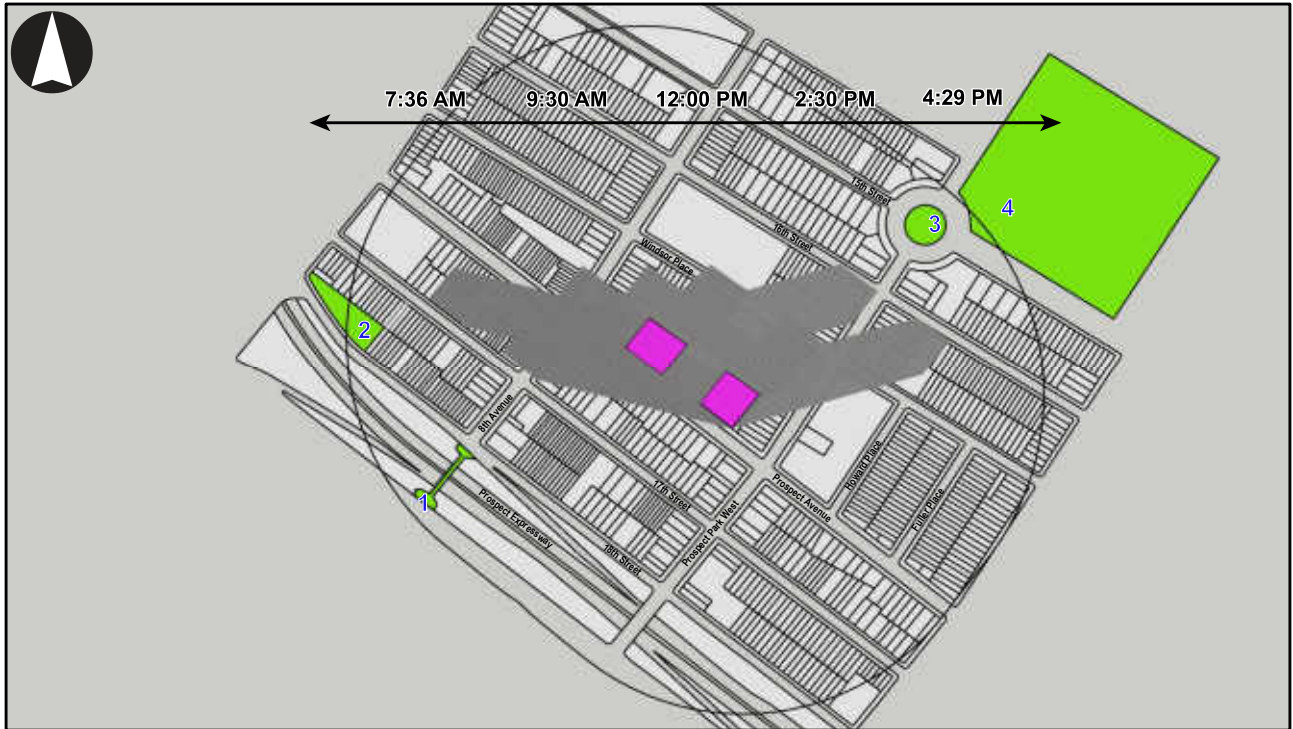 7:36 AM 9:30 AM 12:00 PM 2:30 PM 4:29 PM
15th Street
3
4
16th Street
Windsor Place
2
8th Avenue
Howard Place
1
17th Street
Prospect Avenue
Fuller Place
Prospect Expressway
Prospect Park West
18th Street